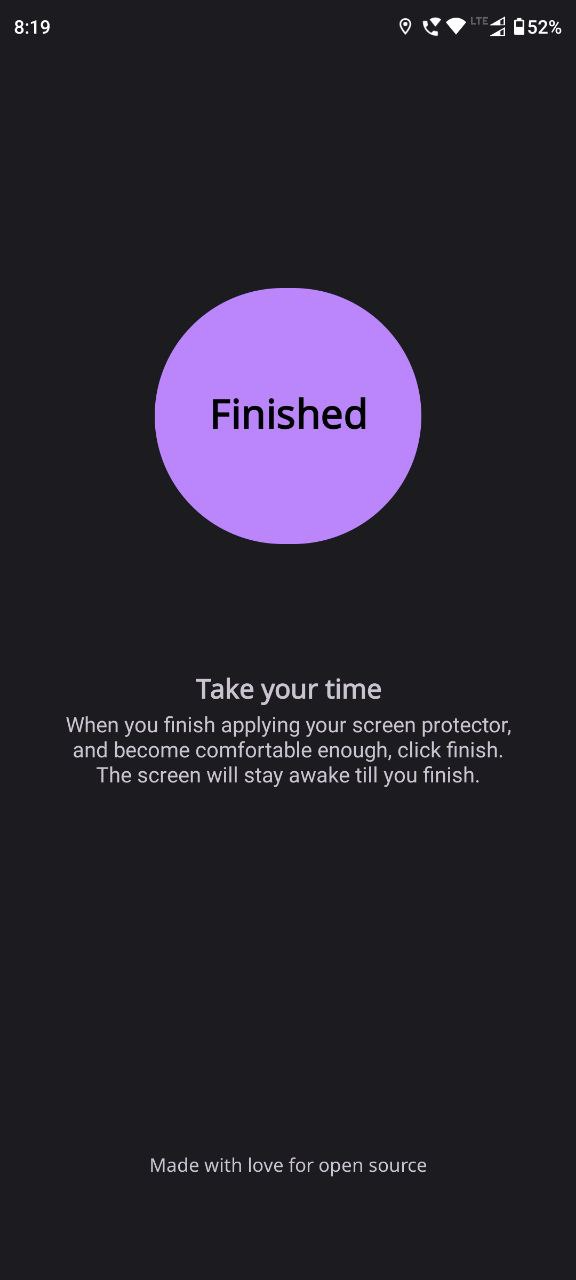 8:19
LTE
52%
Finished
Take your time
When you finish applying your screen protector,
and become comfortable enough, click finish.
The screen will stay awake till you finish.
Made with love for open source